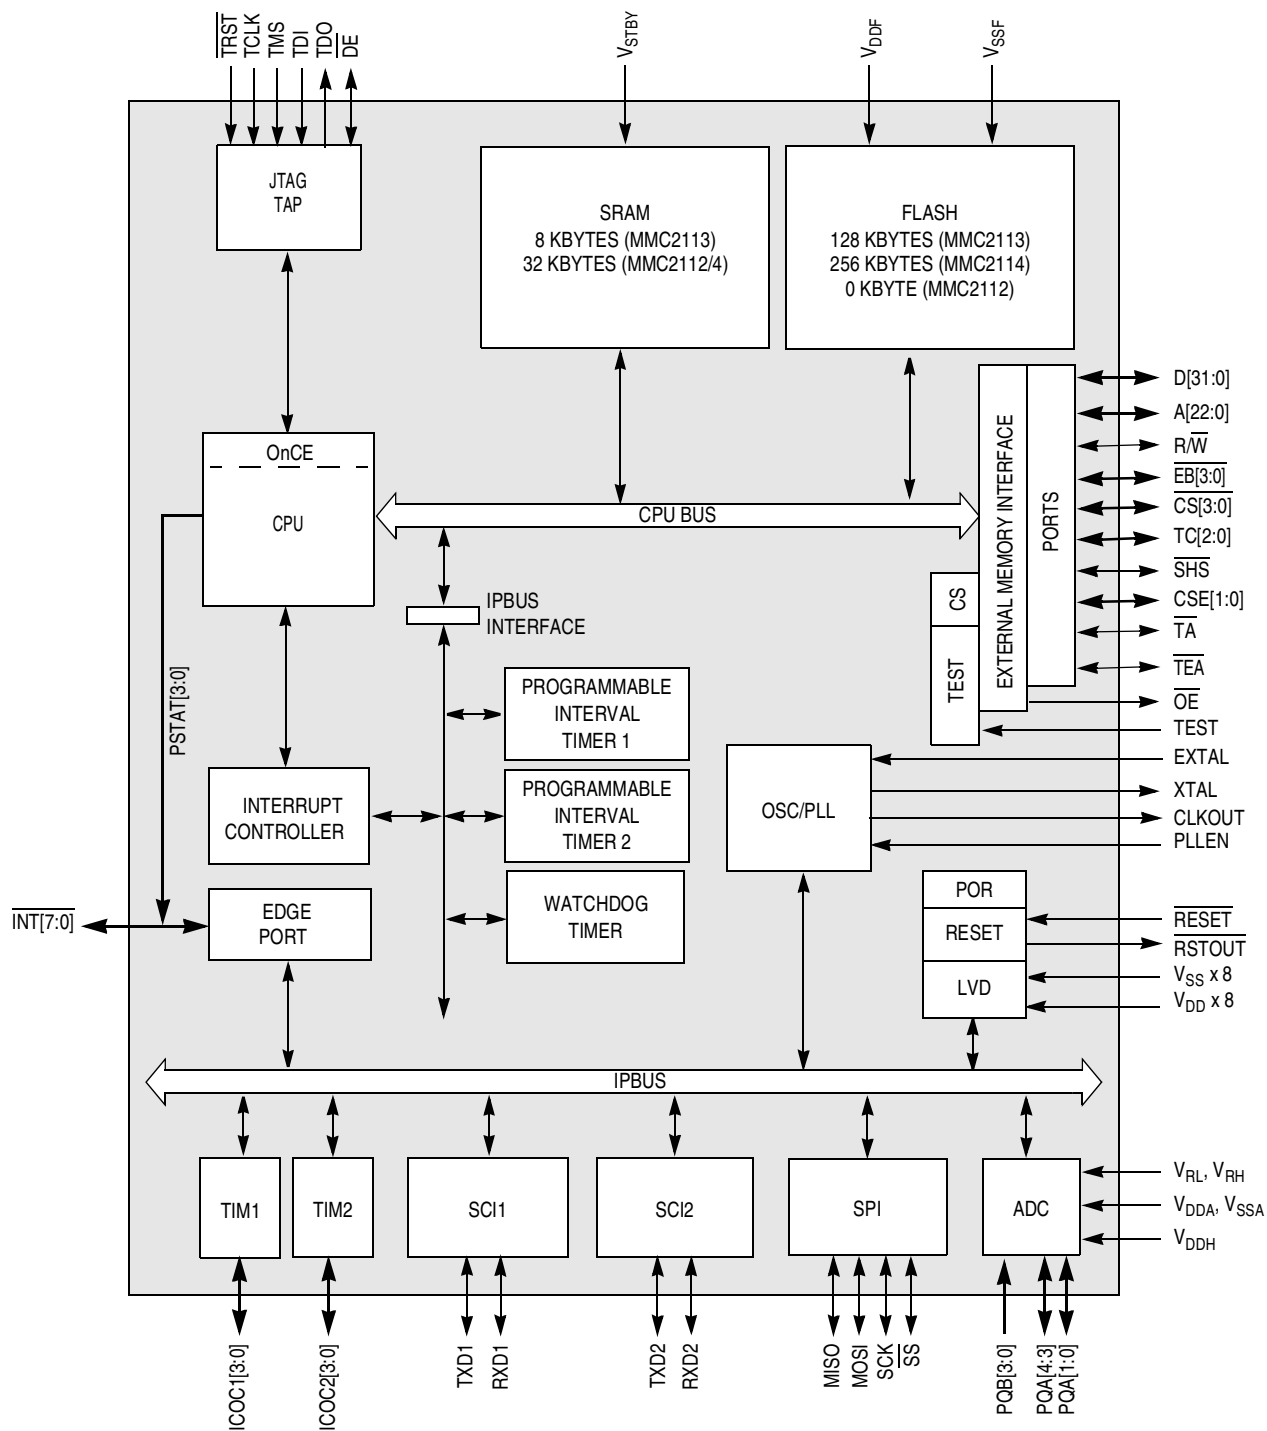 TRST
TCLK
TMS
TDI
TDO
DE
VSTBY
VDDF
VSSF
JTAG
TAP
SRAM
8 KBYTES (MMC2113)
32 KBYTES (MMC2112/4)
FLASH
128 KBYTES (MMC2113)
256 KBYTES (MMC2114)
0 KBYTE (MMC2112)
OnCE
CPU
CPU BUS
EXTERNAL MEMORY INTERFACE
PORTS
CS
TEST
D[31:0]
A[22:0]
R/W
EB[3:0]
CS[3:0]
TC[2:0]
SHS
CSE[1:0]
TA
TEA
OE
TEST
EXTAL
XTAL
CLKOUT
PLLEN
IPBUS
INTERFACE
PSTAT[3:0]
PROGRAMMABLE
INTERVAL
TIMER 1
INTERRUPT
CONTROLLER
PROGRAMMABLE
INTERVAL
TIMER 2
OSC/PLL
INT[7:0]
EDGE
PORT
WATCHDOG
TIMER
POR
RESET
LVD
RESET
RSTOUT
VSS x 8
VDD x 8
IPBUS
TIM1
TIM2
SCI1
SCI2
SPI
ADC
VRL, VRH
VDDA, VSSA
VDDH
ICOC1[3:0]
ICOC2[3:0]
TXD1
RXD1
TXD2
RXD2
MISO
MOSI
SCK
SS
PQB[3:0]
PQA[4:3]
PQA[1:0]